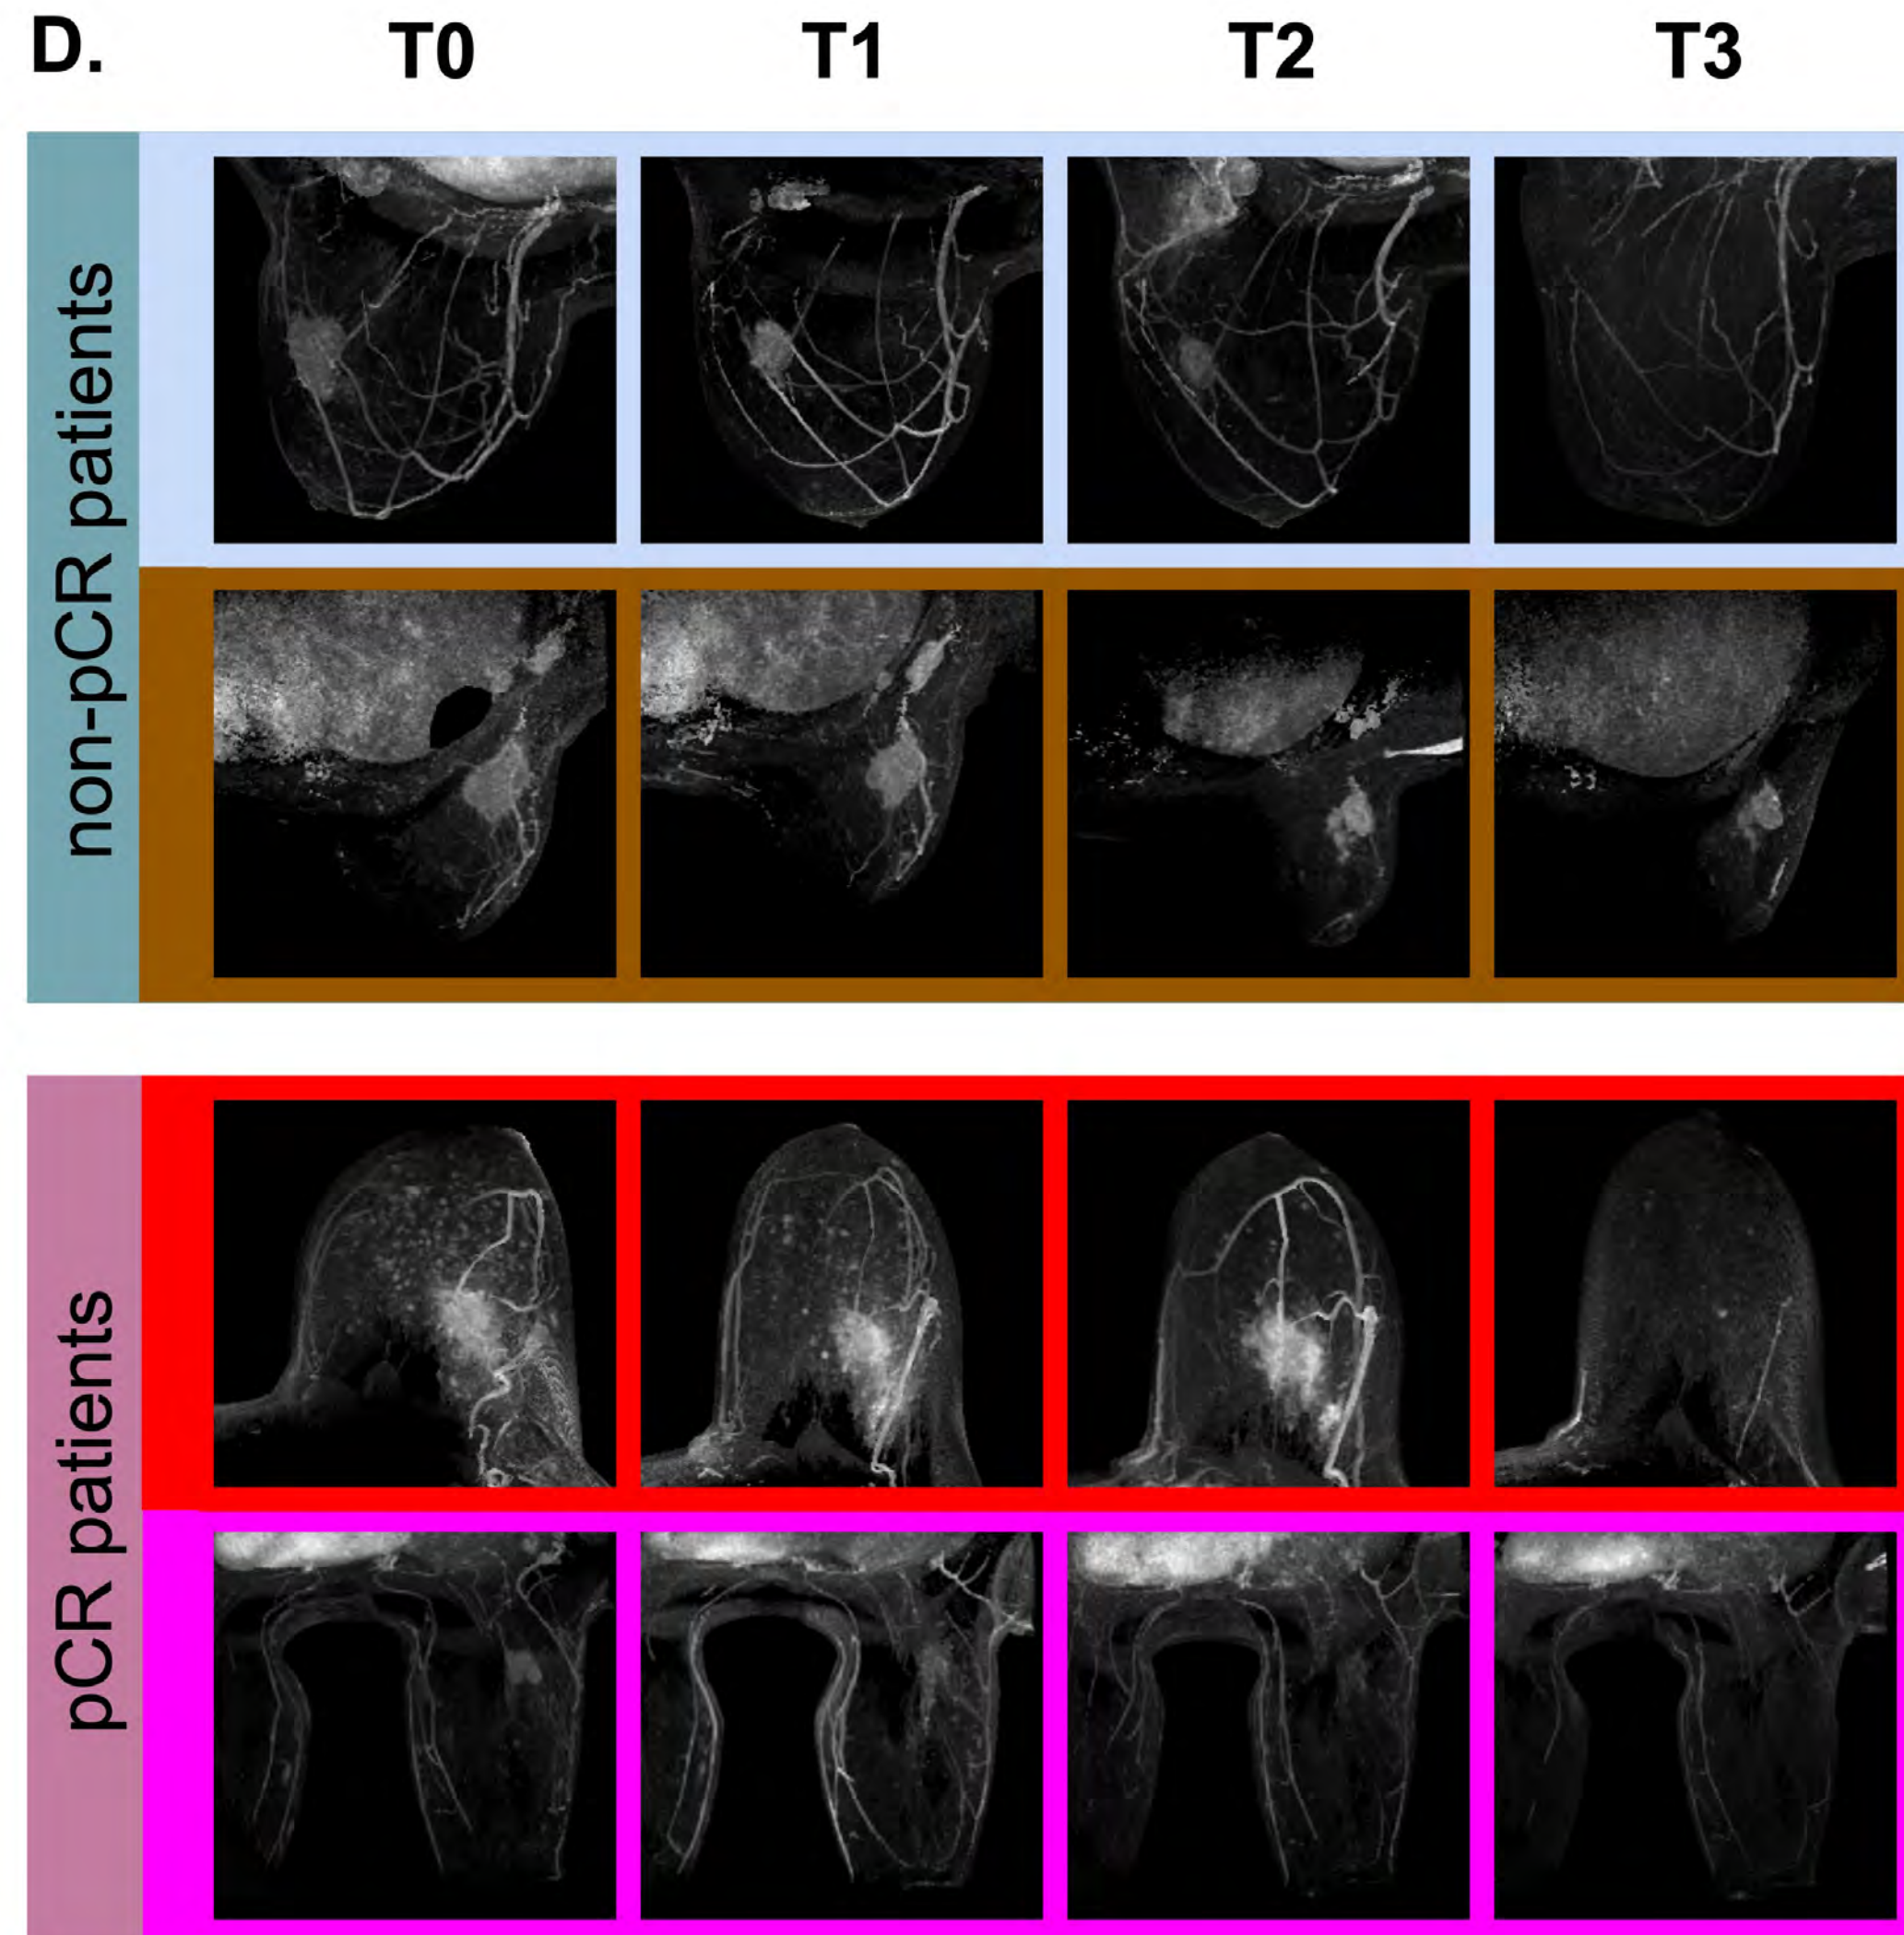 D.
T0
T1
T2
T3
non-pCR patients
pCR patients